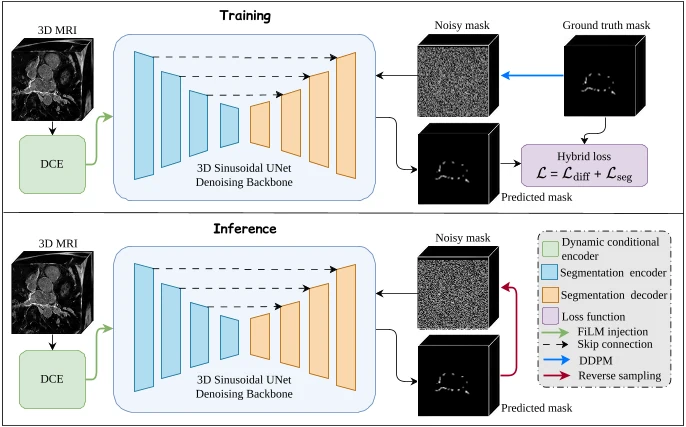 Training
3D MRI
Noisy mask
Ground truth mask
DCE
3D Sinusoidal UNet
Denoising Backbone
Hybrid loss
ℒ = ℒdiff + ℒseg
Predicted mask
Inference
3D MRI
Noisy mask
DCE
3D Sinusoidal UNet
Denoising Backbone
Predicted mask
Dynamic conditional
encoder
Segmentation encoder
Segmentation decoder
Loss function
FiLM injection
Skip connection
DDPM
Reverse sampling